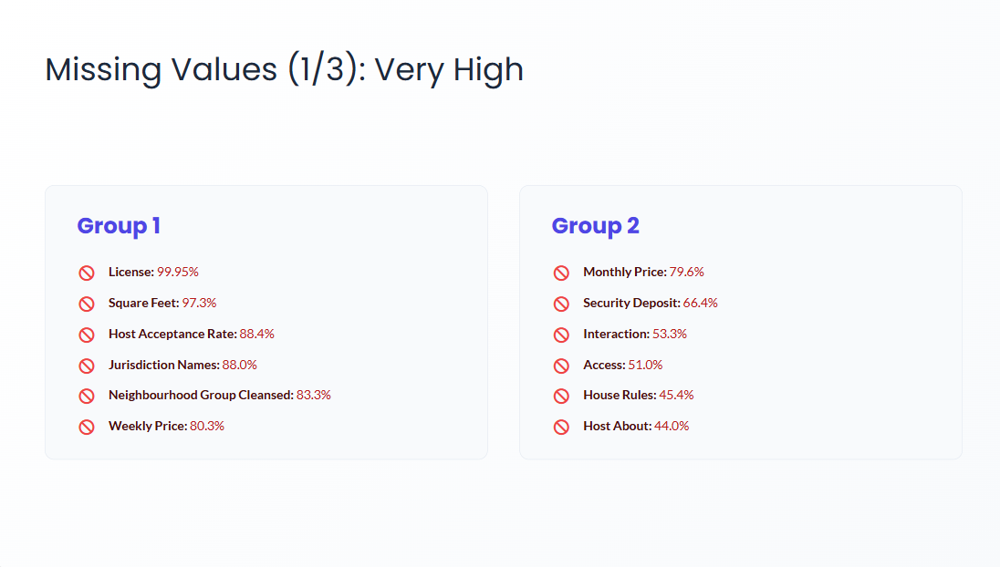 Missing Values (1/3): Very High
Group 1
License: 99.95%
Square Feet: 97.3%
Host Acceptance Rate: 88.4%
Jurisdiction Names: 88.0%
Neighbourhood Group Cleansed: 83.3%
Weekly Price: 80.3%
Group 2
Monthly Price: 79.6%
Security Deposit: 66.4%
Interaction: 53.3%
Access: 51.0%
House Rules: 45.4%
Host About: 44.0%